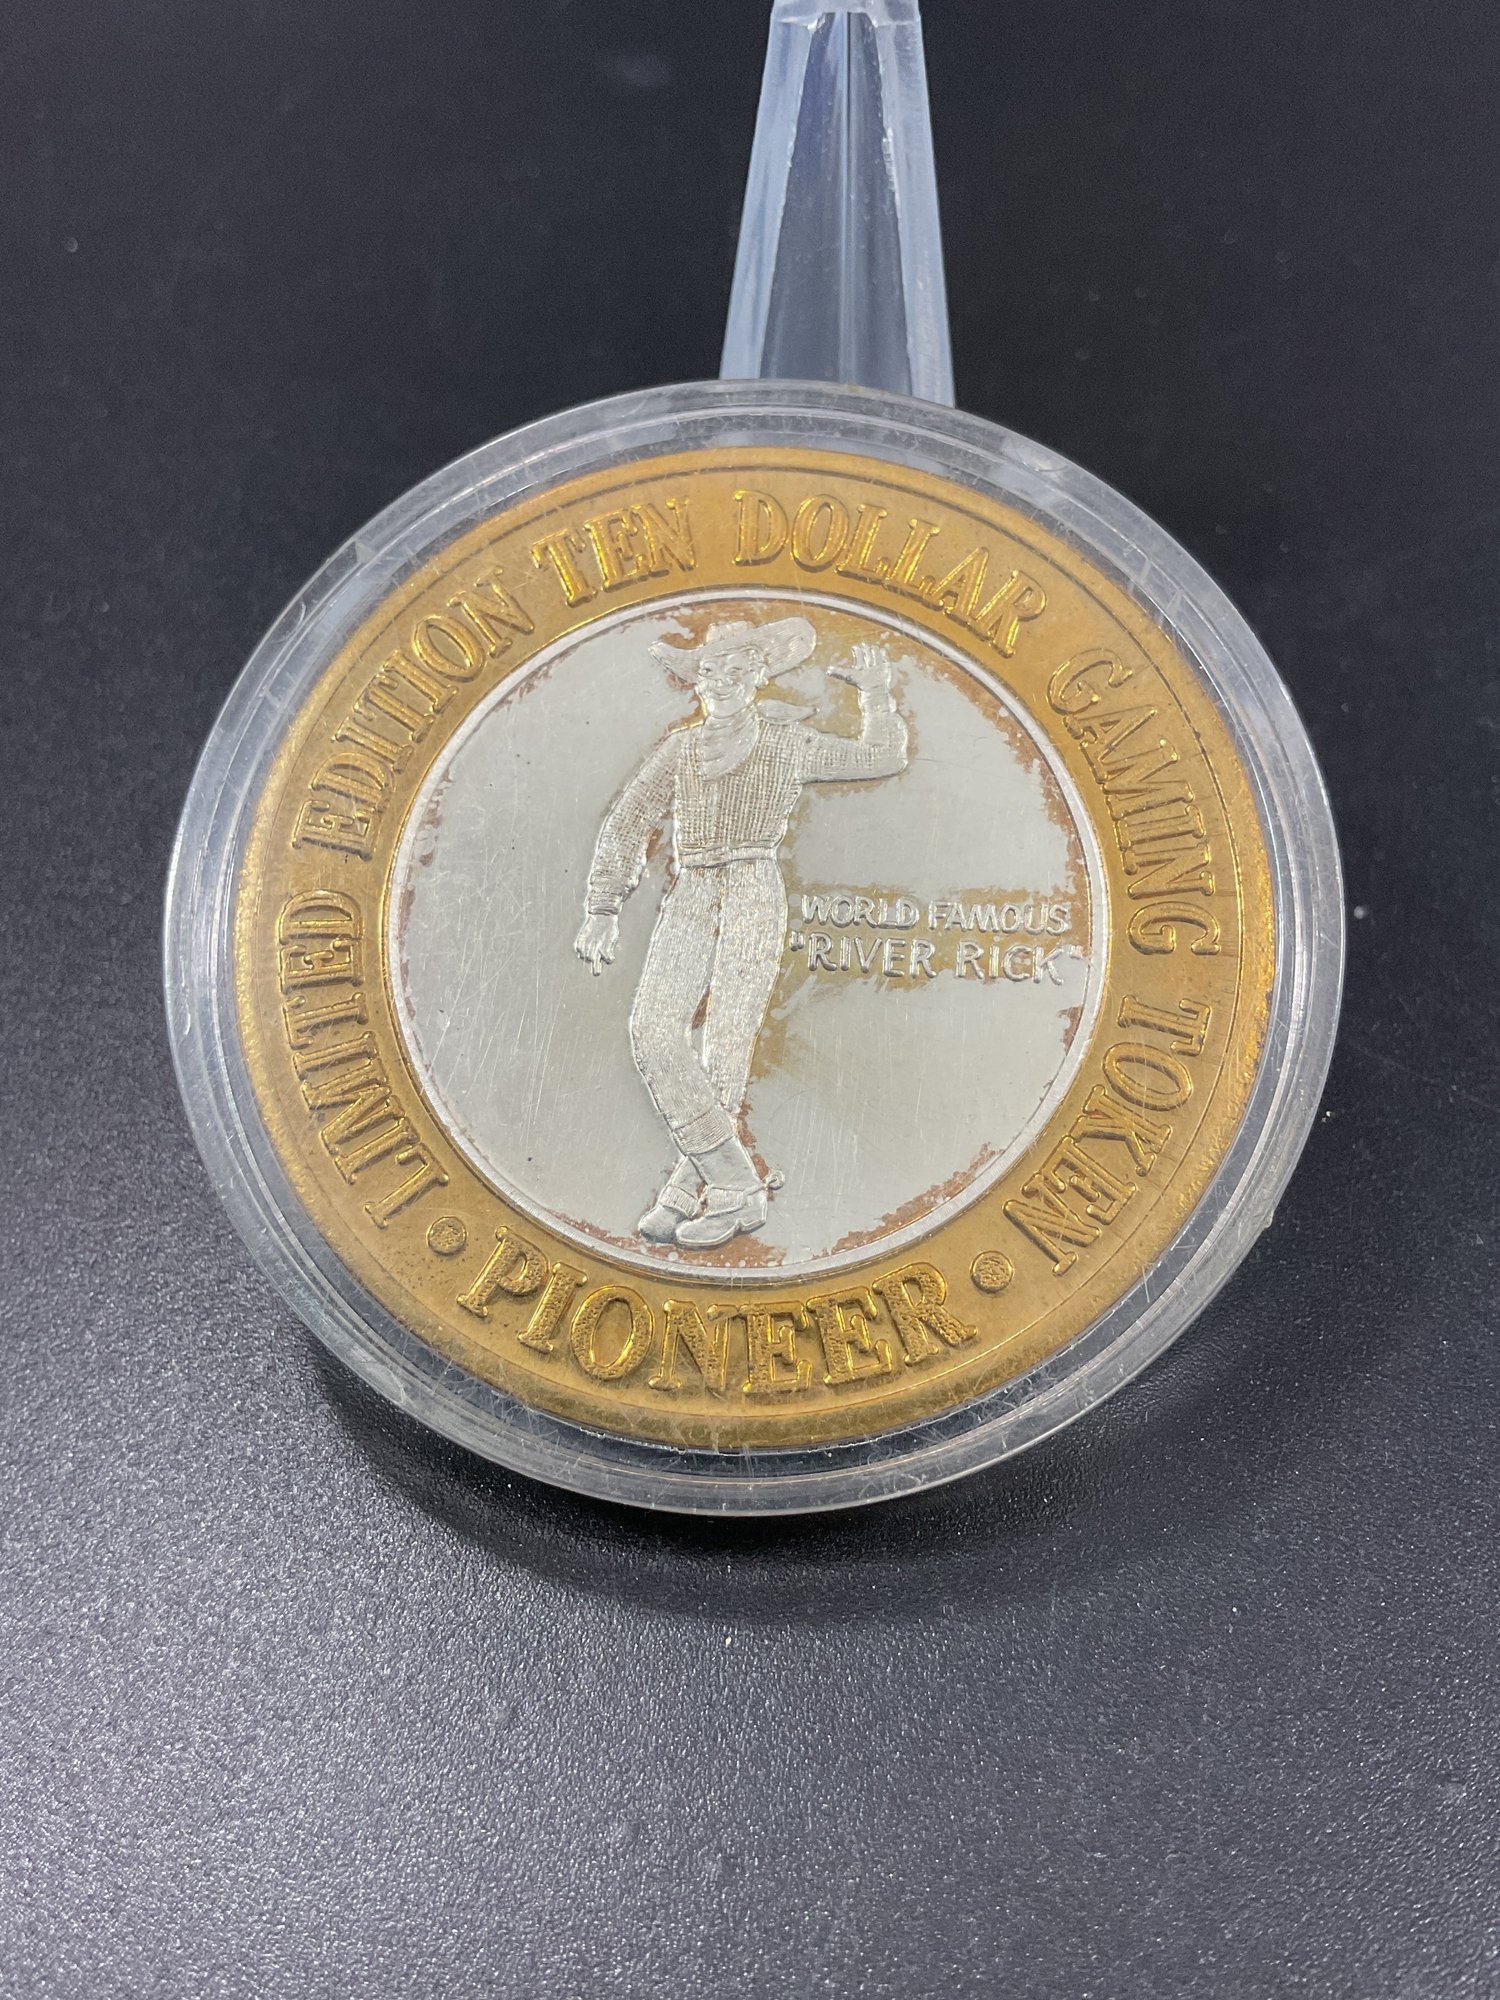 LIMITED EDITION TEN DOLLAR GAMING TOKEN
• PIONEER •
WORLD FAMOUS
"RIVER RICK"